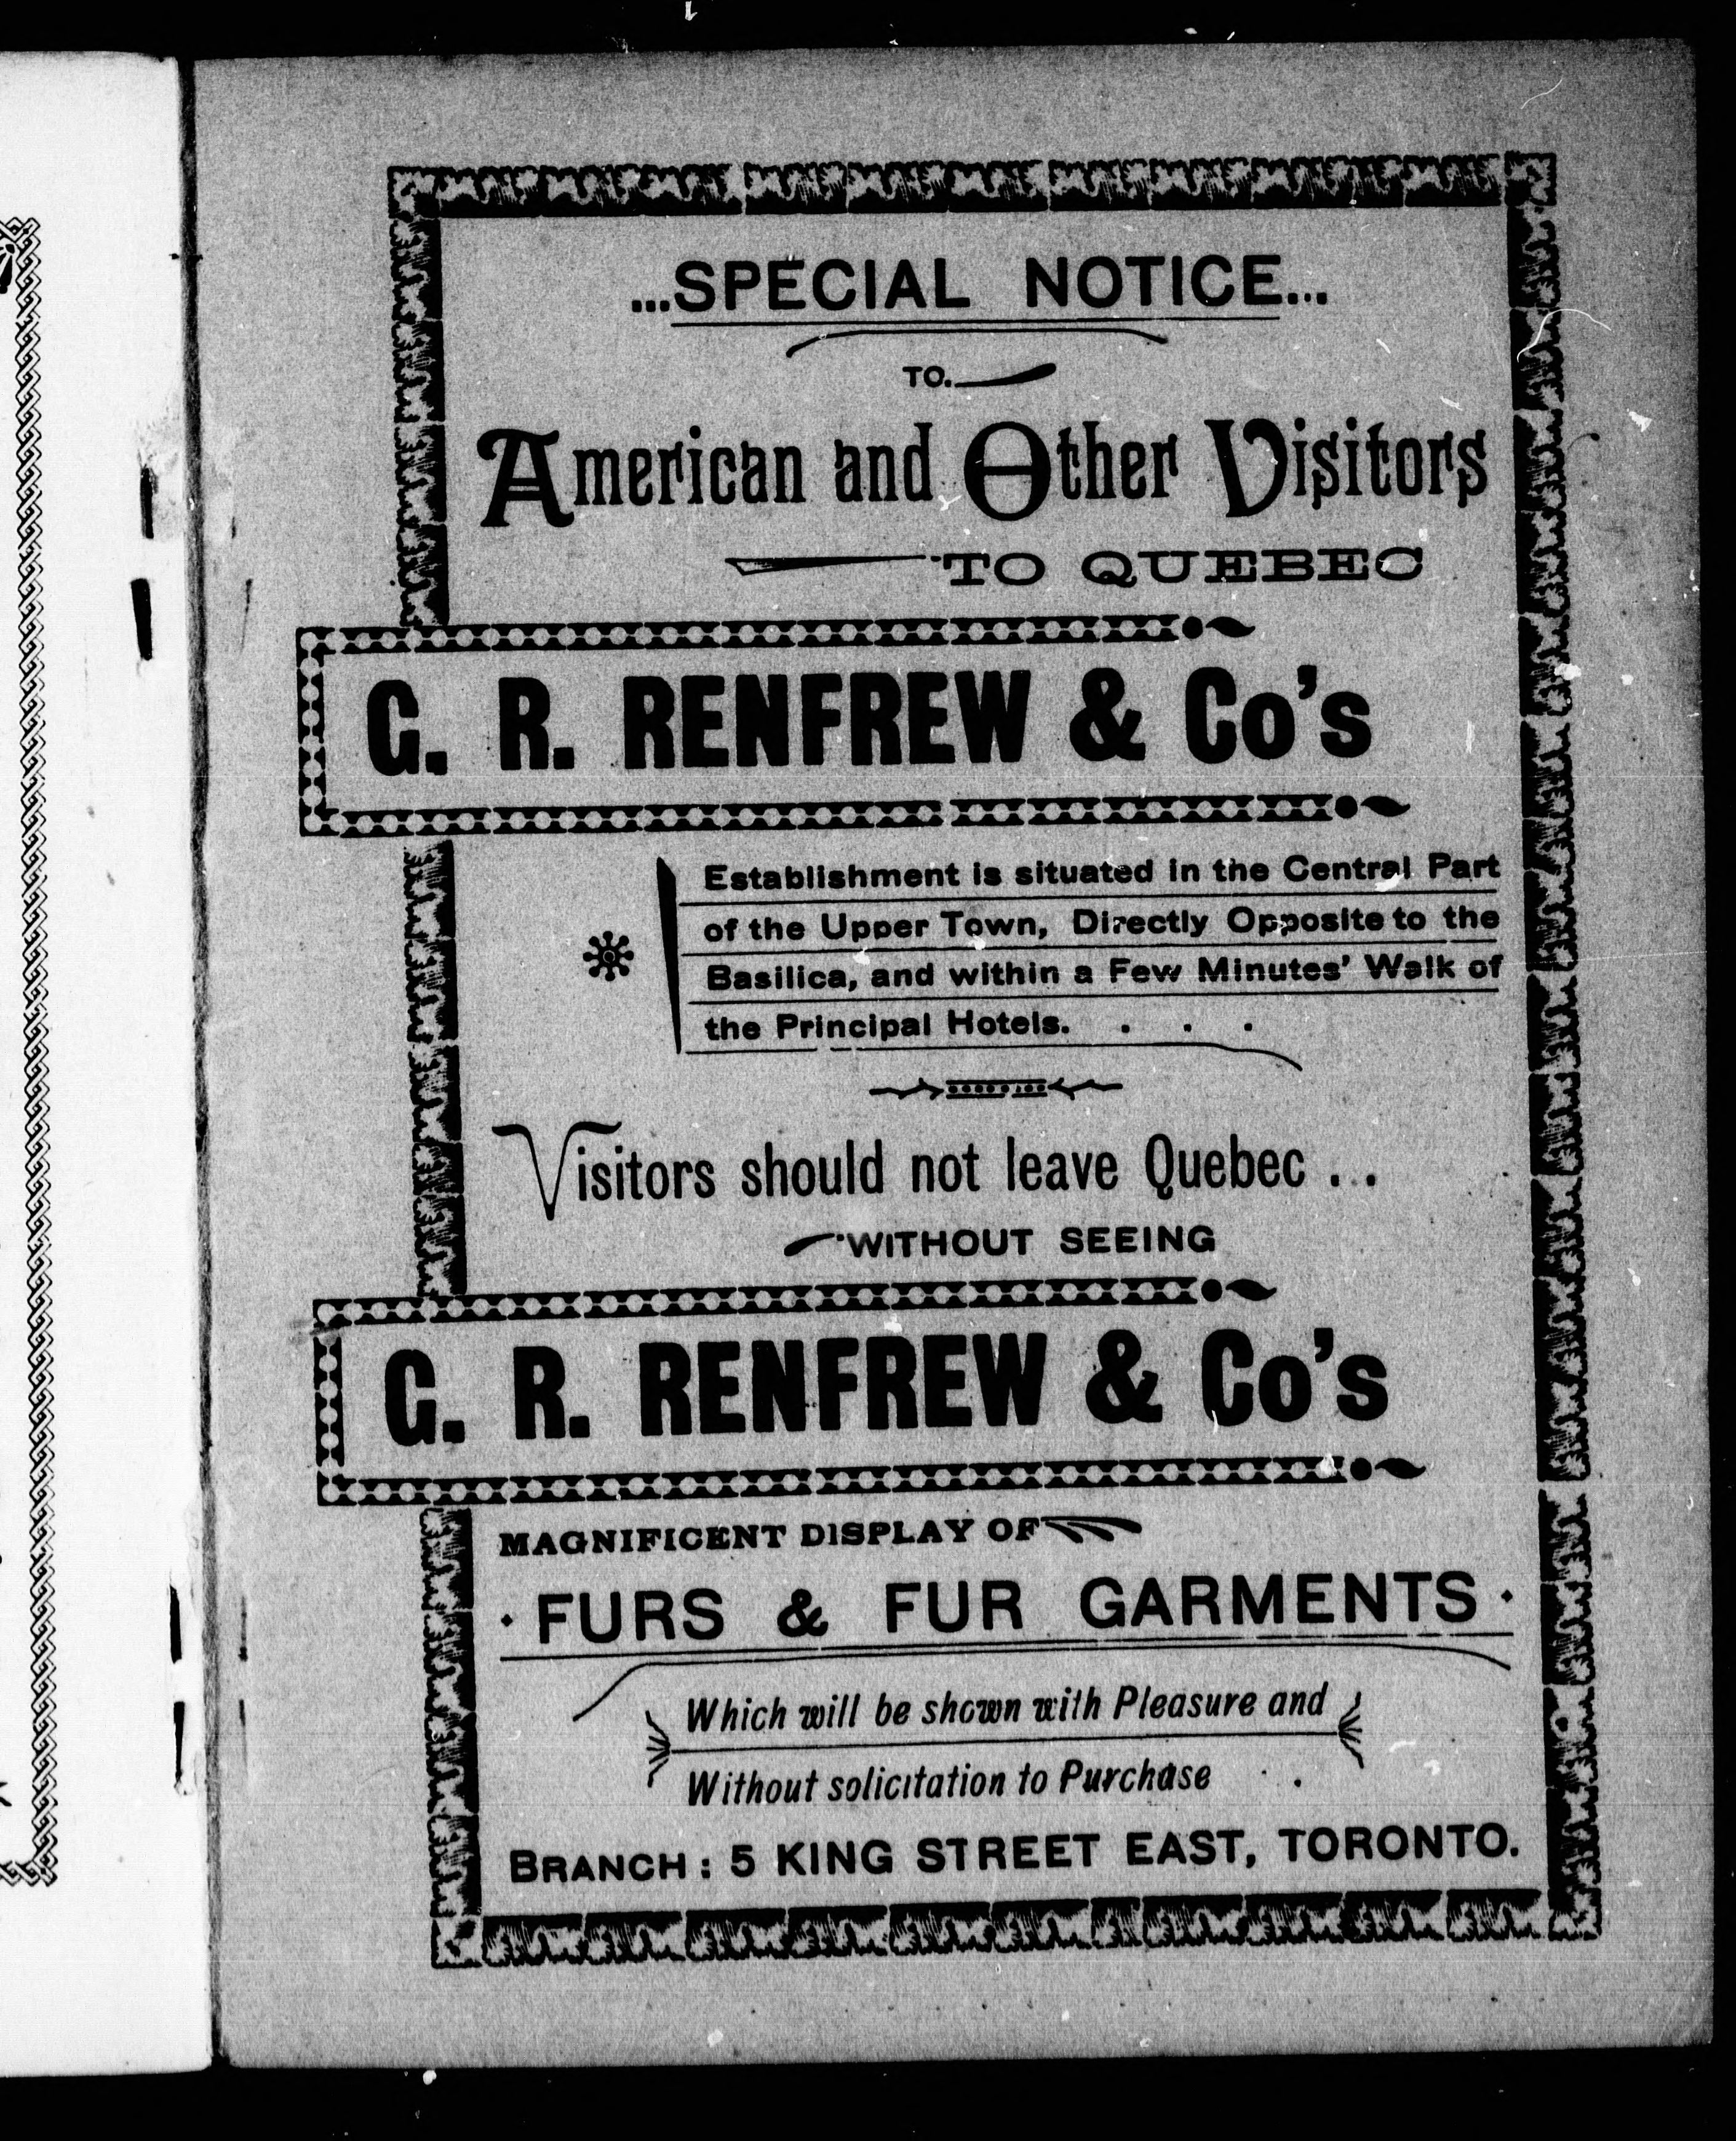 ...SPECIAL NOTICE...
TO.
American and Other Visitors
TO QUEBEC
G. R. RENFREW & Co's
Establishment is situated in the Central Part
of the Upper Town, Directly Opposite to the
Basilica, and within a Few Minutes' Walk of
the Principal Hotels. . . .
Visitors should not leave Quebec ...
WITHOUT SEEING
G. R. RENFREW & Co's
MAGNIFICENT DISPLAY OF
· FURS & FUR GARMENTS ·
Which will be shown with Pleasure and
Without solicitation to Purchase . .
BRANCH: 5 KING STREET EAST, TORONTO.